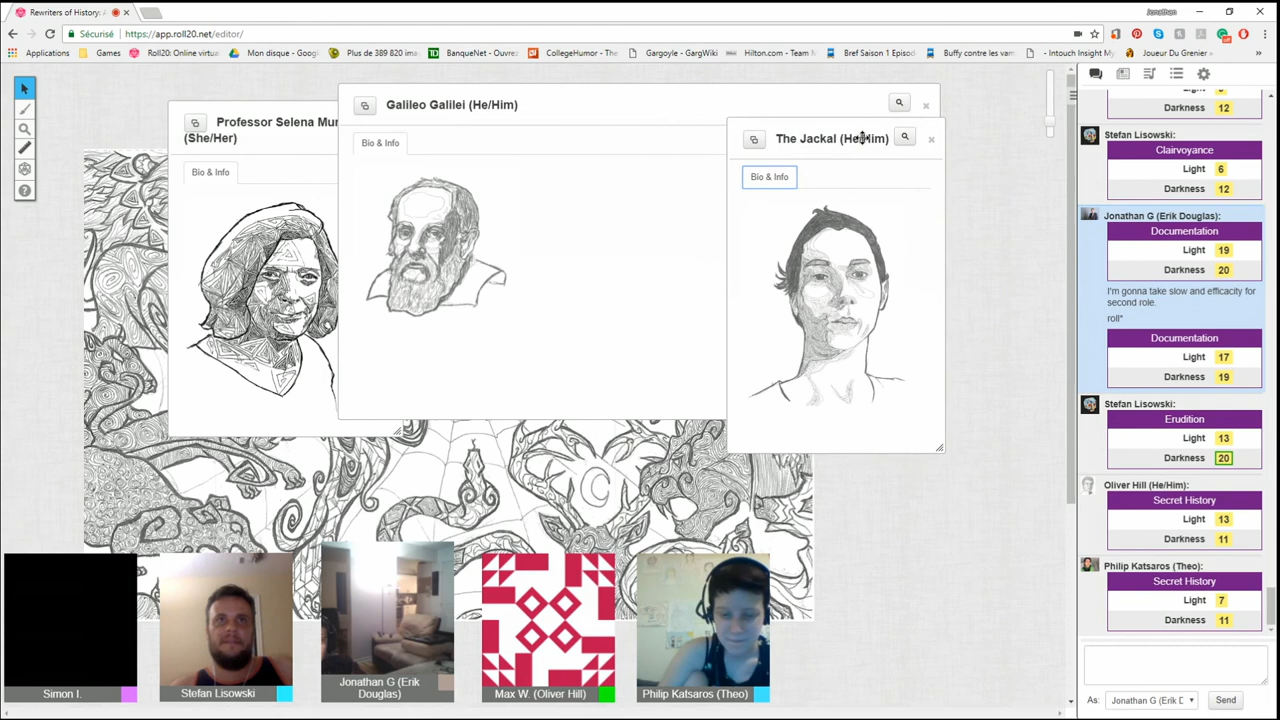 Rewriters of History: A
Jonathan
Sécurisé
https://app.roll20.net/editor/
Applications
Games
Roll20: Online virtua
Mon disque - Googl
Plus de 389 820 imag
BanqueNet - Ouvrez
CollegeHumor - The
Gargoyle - GargWiki
Hilton.com - Team M
Bref Saison 1 Episod
Buffy contre les vam
- Intouch Insight My
Joueur Du Grenier
Professor Selena Mur
(She/Her)
Bio & Info
Galileo Galilei (He/Him)
Bio & Info
The Jackal (He/Him)
Bio & Info
Darkness 12
Stefan Lisowski:
Clairvoyance
Light 6
Darkness 12
Jonathan G (Erik Douglas):
Documentation
Light 19
Darkness 20
I'm gonna take slow and efficacity for
second role.
roll*
Documentation
Light 17
Darkness 19
Stefan Lisowski:
Erudition
Light 13
Darkness 20
Oliver Hill (He/Him):
Secret History
Light 13
Darkness 11
Philip Katsaros (Theo):
Secret History
Light 7
Darkness 11
As: Jonathan G (Erik D
Send
Simon I.
Stefan Lisowski
Jonathan G (Erik
Douglas)
Max W. (Oliver Hill)
Philip Katsaros (Theo)